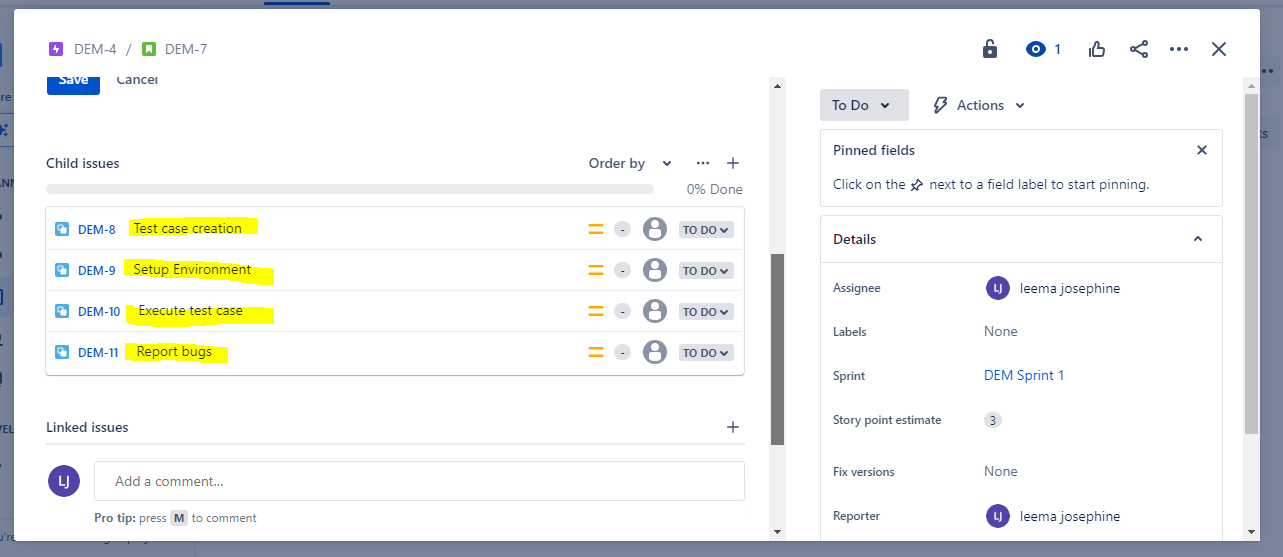 DEM-4 / DEM-7
1
Save Cancel
To Do
Actions
Pinned fields
Click on the next to a field label to start pinning.
Child issues
Order by
0% Done
DEM-8 Test case creation - TO DO
DEM-9 Setup Environment - TO DO
DEM-10 Execute test case - TO DO
DEM-11 Report bugs - TO DO
Linked issues
LJ Add a comment...
Pro tip: press M to comment
Details
Assignee LJ leema josephine
Labels None
Sprint DEM Sprint 1
Story point estimate 3
Fix versions None
Reporter LJ leema josephine